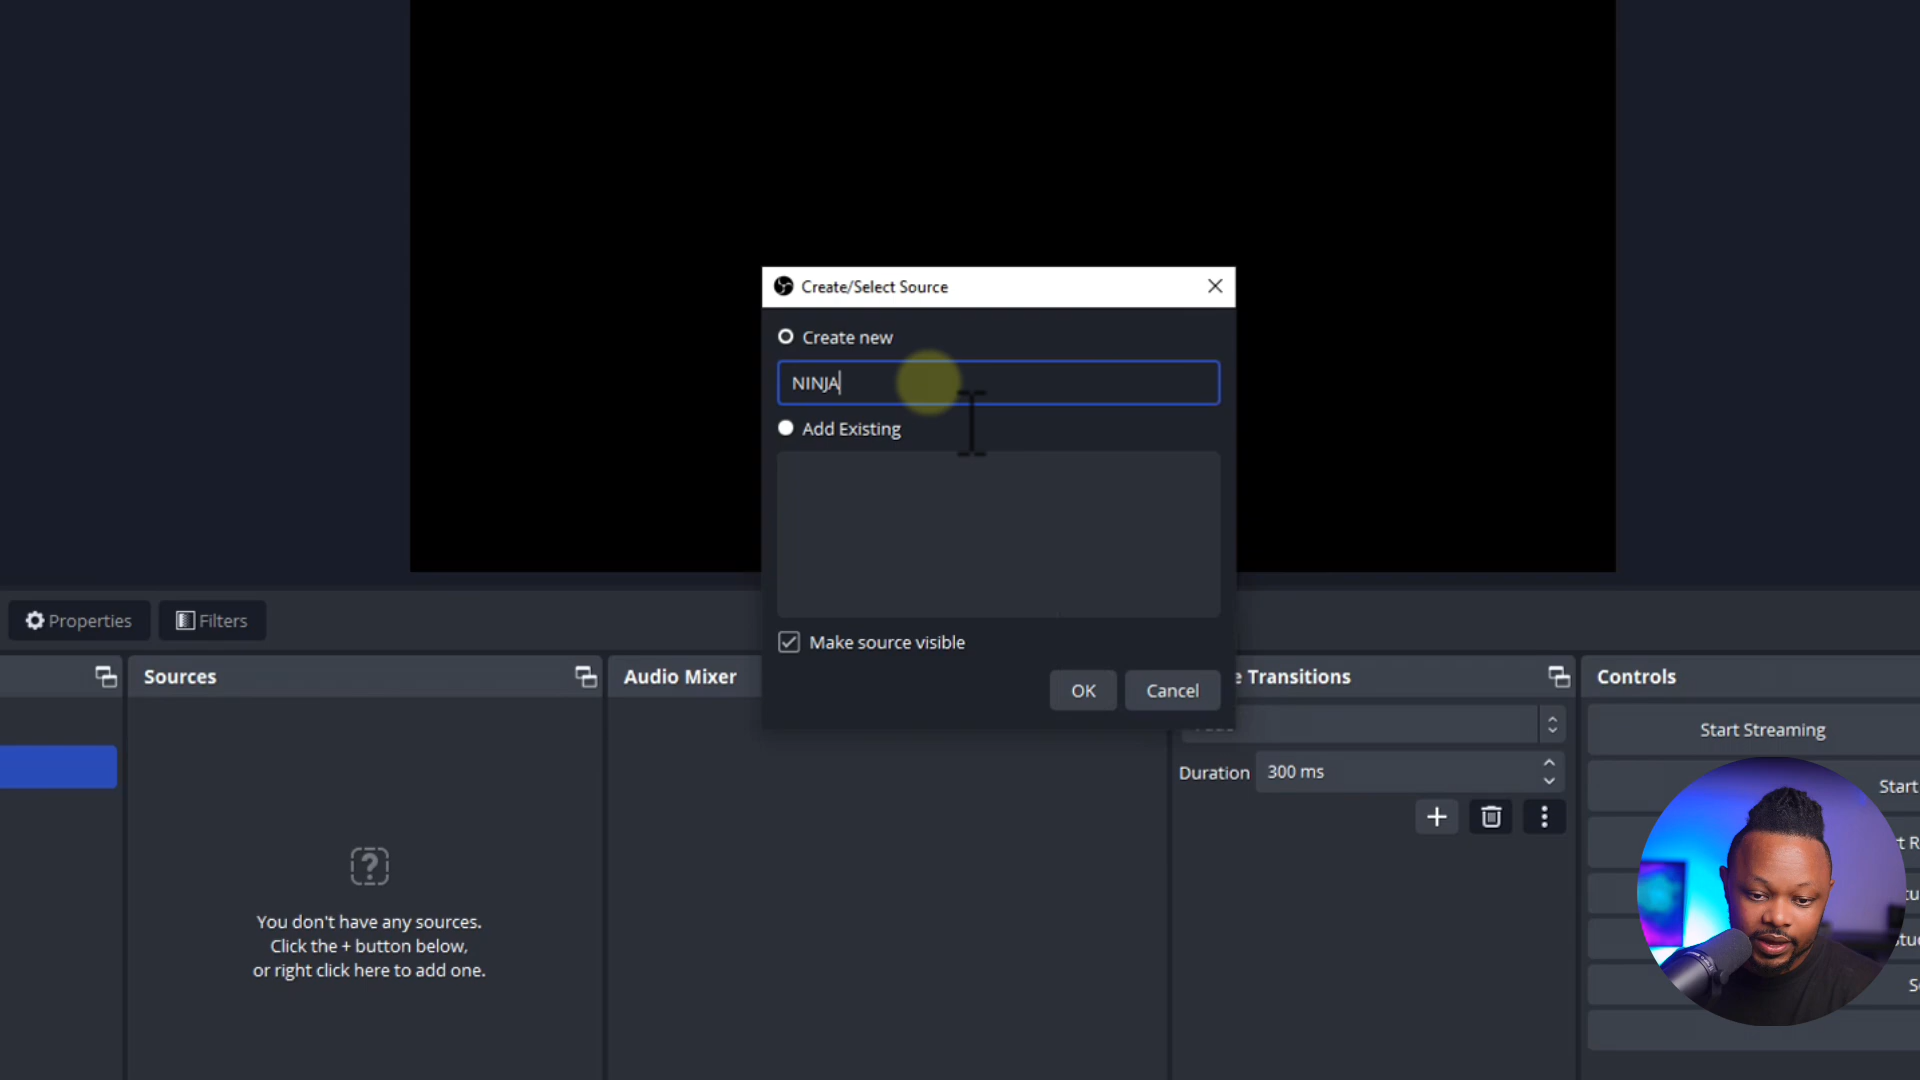 Create/Select Source
Create new
NINJA
Add Existing
Make source visible
OK
Cancel
Properties
Filters
Sources
Audio Mixer
e Transitions
Controls
Start Streaming
Duration
300 ms
Start
t R
You don't have any sources.
Click the + button below,
or right click here to add one.